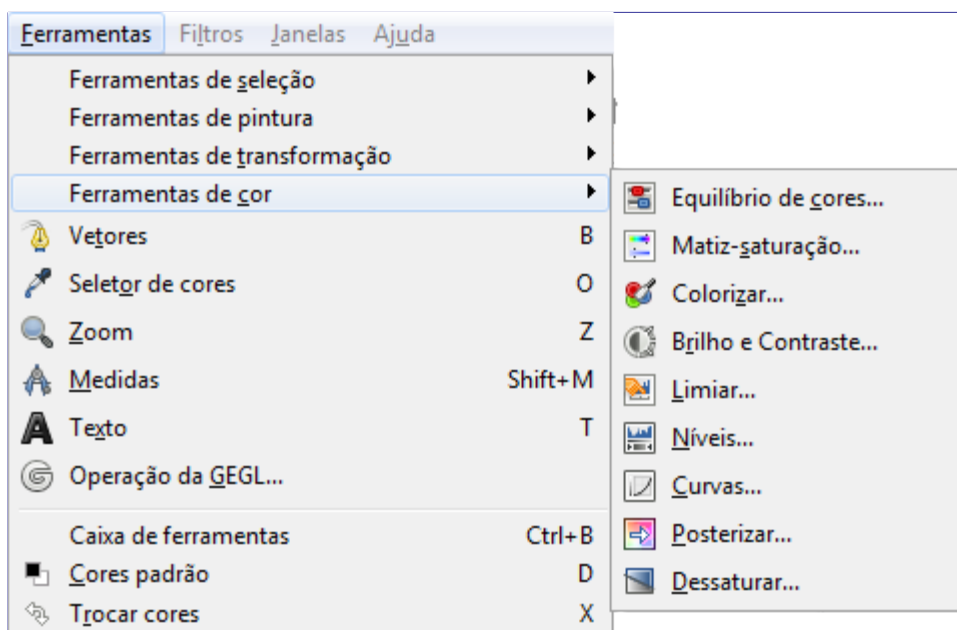 Ferramentas Filtros Janelas Ajuda
Ferramentas de seleção
Ferramentas de pintura
Ferramentas de transformação
Ferramentas de cor
Vetores B
Seletor de cores O
Zoom Z
Medidas Shift+M
Texto T
Operação da GEGL...
Caixa de ferramentas Ctrl+B
Cores padrão D
Trocar cores X
Equilíbrio de cores...
Matiz-saturação...
Colorizar...
Brilho e Contraste...
Limiar...
Níveis...
Curvas...
Posterizar...
Dessaturar...